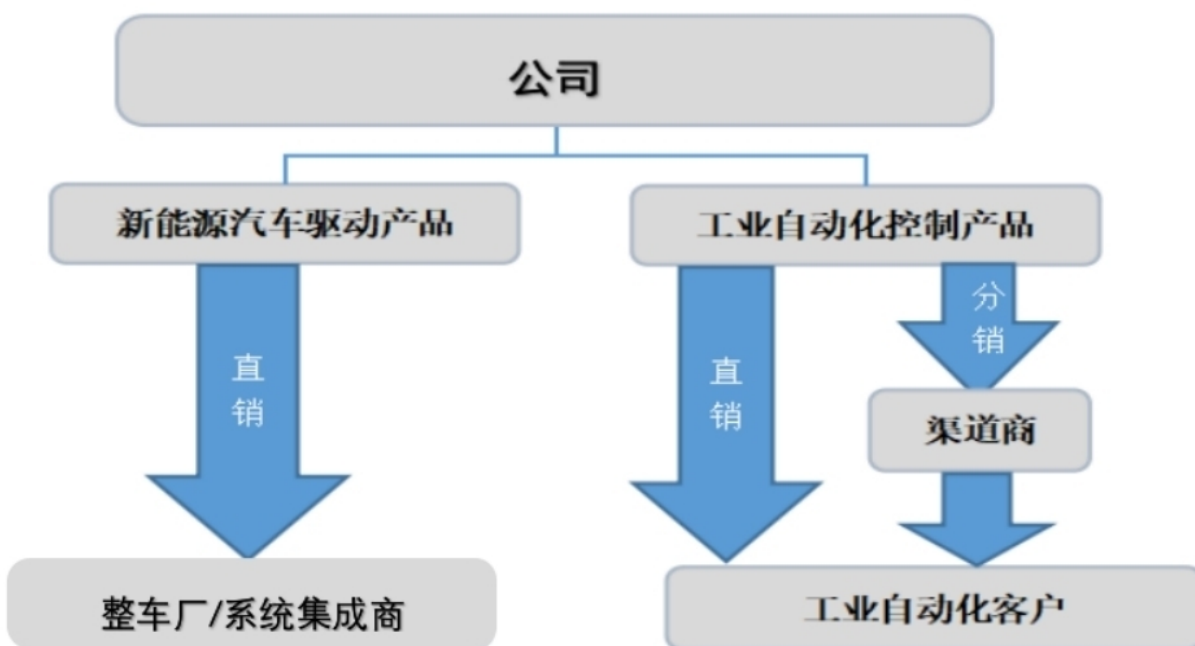 公司
新能源汽车驱动产品
工业自动化控制产品
直销
直销
分销
渠道商
整车厂/系统集成商
工业自动化客户